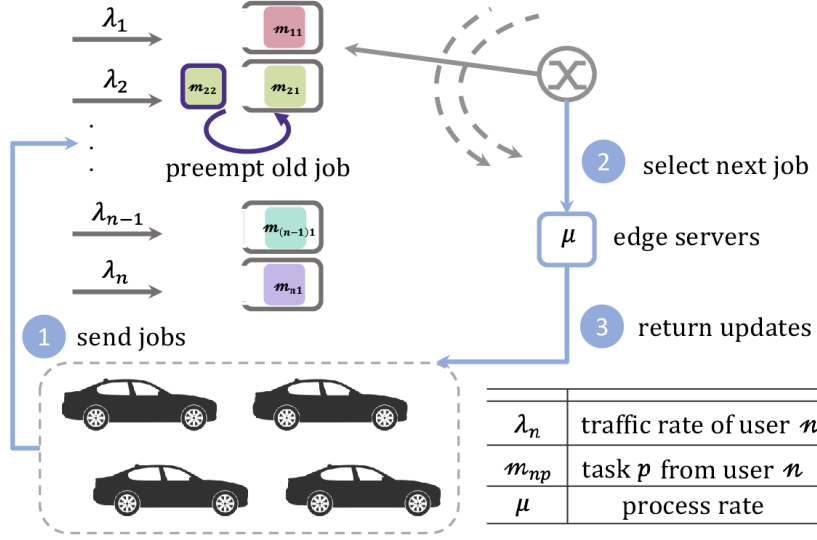 λ₁
m₁₁
λ₂
m₂₂
m₂₁
.
.
.
preempt old job
2
select next job
λₙ₋₁
m₍ₙ₋₁₎₁
μ
edge servers
λₙ
mₙ₁
1
send jobs
3
return updates
λₙ traffic rate of user n
mₙₚ task p from user n
μ process rate